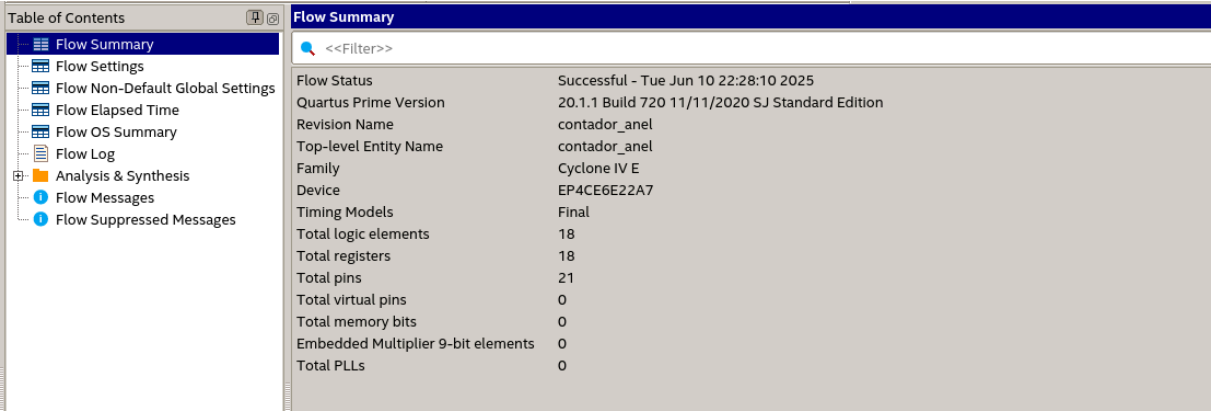 Table of Contents
Flow Summary
Flow Settings
Flow Non-Default Global Settings
Flow Elapsed Time
Flow OS Summary
Flow Log
Analysis & Synthesis
Flow Messages
Flow Suppressed Messages
Flow Summary
<<Filter>>
Flow Status Successful - Tue Jun 10 22:28:10 2025
Quartus Prime Version 20.1.1 Build 720 11/11/2020 SJ Standard Edition
Revision Name contador_anel
Top-level Entity Name contador_anel
Family Cyclone IV E
Device EP4CE6E22A7
Timing Models Final
Total logic elements 18
Total registers 18
Total pins 21
Total virtual pins 0
Total memory bits 0
Embedded Multiplier 9-bit elements 0
Total PLLs 0